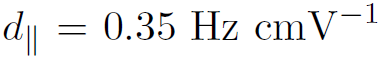 d∥ = 0.35 Hz cmV⁻¹